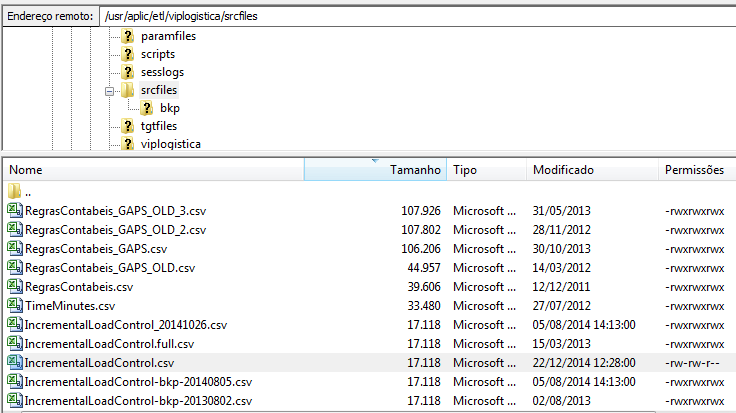 Endereço remoto: /usr/aplic/etl/viplogistica/srcfiles
paramfiles
scripts
sesslogs
srcfiles
bkp
tgtfiles
viplogistica
Nome Tamanho Tipo Modificado Permissões
..
RegrasContabeis_GAPS_OLD_3.csv 107.926 Microsoft ... 31/05/2013 -rwxrwxrwx
RegrasContabeis_GAPS_OLD_2.csv 107.802 Microsoft ... 28/11/2012 -rwxrwxrwx
RegrasContabeis_GAPS.csv 106.206 Microsoft ... 30/10/2013 -rwxrwxrwx
RegrasContabeis_GAPS_OLD.csv 44.957 Microsoft ... 14/03/2012 -rwxrwxrwx
RegrasContabeis.csv 39.606 Microsoft ... 12/12/2011 -rwxrwxrwx
TimeMinutes.csv 33.480 Microsoft ... 27/07/2012 -rwxrwxrwx
IncrementalLoadControl_20141026.csv 17.118 Microsoft ... 05/08/2014 14:13:00 -rwxrwxrwx
IncrementalLoadControl.full.csv 17.118 Microsoft ... 15/03/2013 -rwxrwxrwx
IncrementalLoadControl.csv 17.118 Microsoft ... 22/12/2014 12:28:00 -rw-rw-r--
IncrementalLoadControl-bkp-20140805.csv 17.118 Microsoft ... 05/08/2014 14:13:00 -rwxrwxrwx
IncrementalLoadControl-bkp-20130802.csv 17.118 Microsoft ... 02/08/2013 -rwxrwxrwx